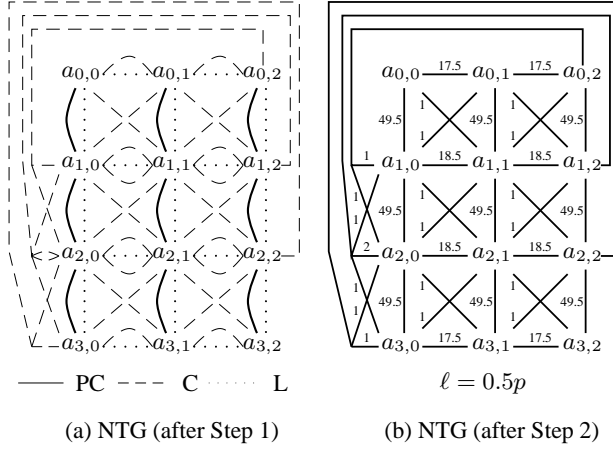 a0,0 a0,1 a0,2 a0,0 17.5 a0,1 17.5 a0,2
1 1
49.5 49.5 49.5
1 1
a1,0 a1,1 a1,2 1 a1,0 18.5 a1,1 18.5 a1,2
1 1 1
49.5 49.5 49.5
1 1 1
a2,0 a2,1 a2,2 2 a2,0 18.5 a2,1 18.5 a2,2
1 1 1
49.5 49.5 49.5
1 1 1
a3,0 a3,1 a3,2 1 a3,0 17.5 a3,1 17.5 a3,2
PC C L ℓ = 0.5p
(a) NTG (after Step 1) (b) NTG (after Step 2)